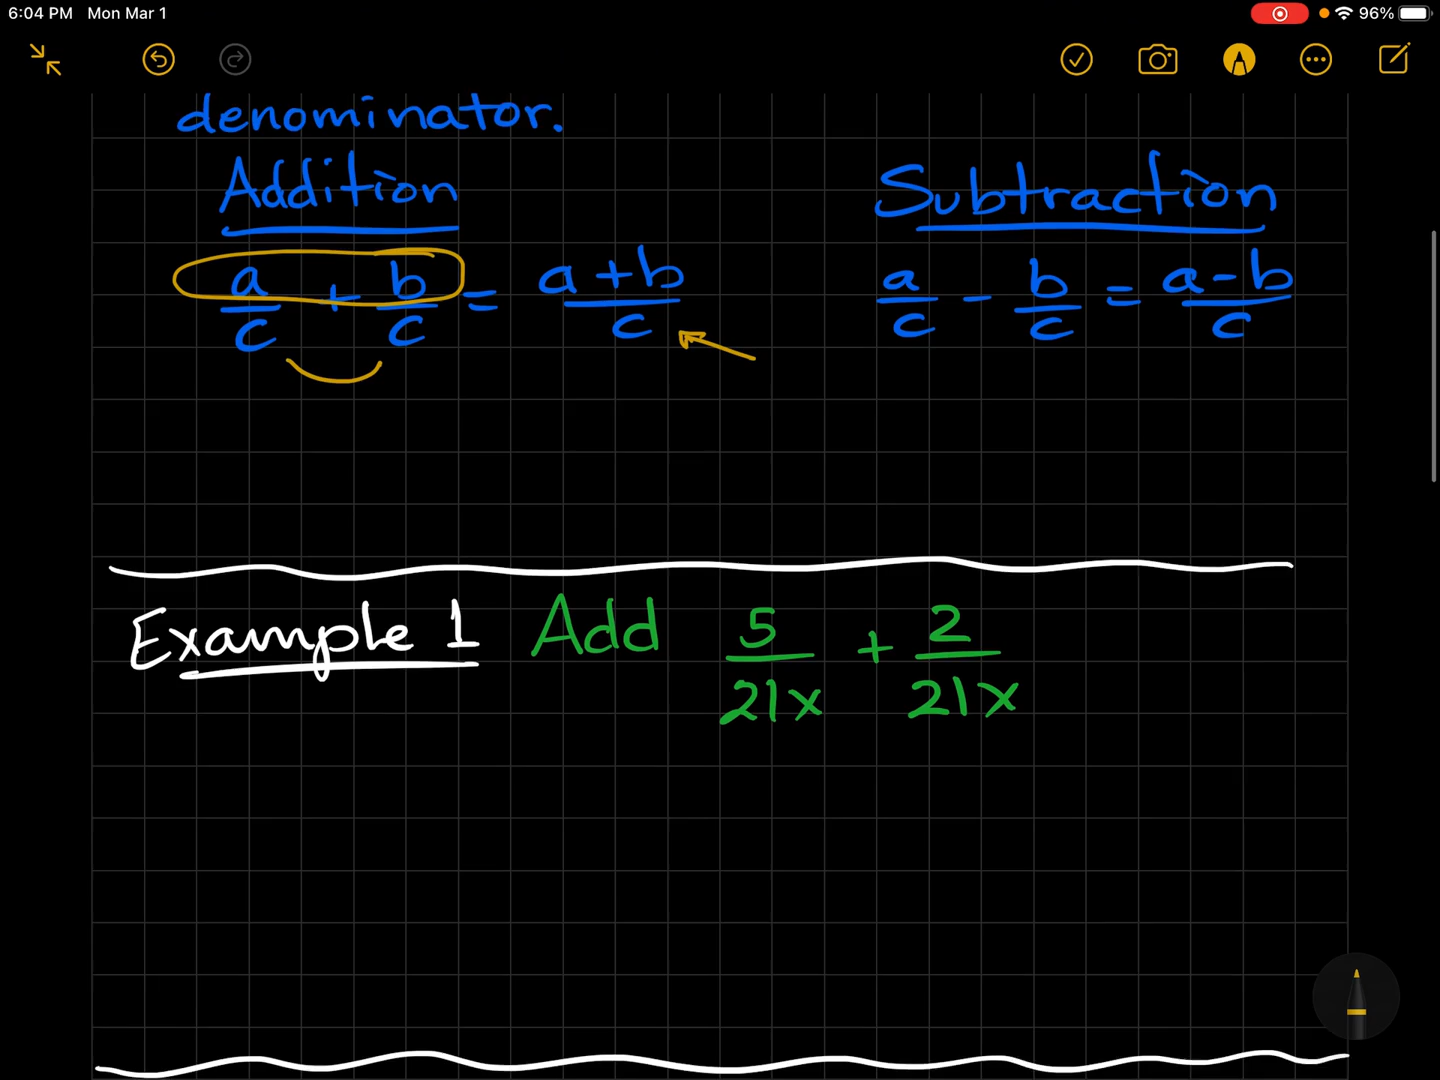 6:04 PM Mon Mar 1 96%
denominator.
Addition Subtraction
a/c + b/c = a+b/c a/c - b/c = a-b/c
Example 1 Add 5/21x + 2/21x